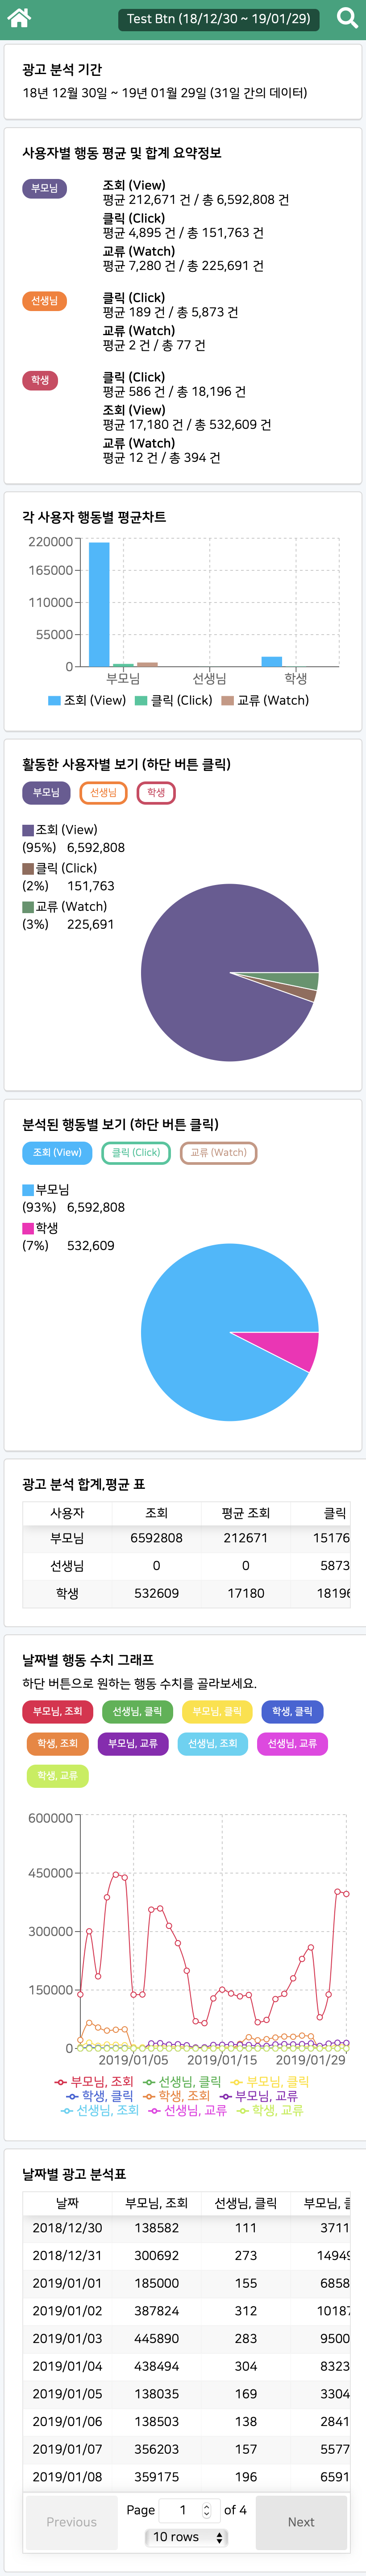 Test Btn (18/12/30 ~ 19/01/29)
광고 분석 기간
18년 12월 30일 ~ 19년 01월 29일 (31일 간의 데이터)
사용자별 행동 평균 및 합계 요약정보
부모님
조회 (View)
평균 212,671 건 / 총 6,592,808 건
클릭 (Click)
평균 4,895 건 / 총 151,763 건
교류 (Watch)
평균 7,280 건 / 총 225,691 건
선생님
클릭 (Click)
평균 189 건 / 총 5,873 건
교류 (Watch)
평균 2 건 / 총 77 건
학생
클릭 (Click)
평균 586 건 / 총 18,196 건
조회 (View)
평균 17,180 건 / 총 532,609 건
교류 (Watch)
평균 12 건 / 총 394 건
각 사용자 행동별 평균차트
220000
165000
110000
55000
0
부모님 선생님 학생
조회 (View) 클릭 (Click) 교류 (Watch)
활동한 사용자별 보기 (하단 버튼 클릭)
부모님 선생님 학생
조회 (View)
(95%) 6,592,808
클릭 (Click)
(2%) 151,763
교류 (Watch)
(3%) 225,691
분석된 행동별 보기 (하단 버튼 클릭)
조회 (View) 클릭 (Click) 교류 (Watch)
부모님
(93%) 6,592,808
학생
(7%) 532,609
광고 분석 합계,평균 표
사용자 조회 평균 조회 클릭
부모님 6592808 212671 15176
선생님 0 0 5873
학생 532609 17180 18196
날짜별 행동 수치 그래프
하단 버튼으로 원하는 행동 수치를 골라보세요.
부모님, 조회 선생님, 클릭 부모님, 클릭 학생, 클릭
학생, 조회 부모님, 교류 선생님, 조회 선생님, 교류
학생, 교류
600000
450000
300000
150000
0
2019/01/05 2019/01/15 2019/01/29
부모님, 조회 선생님, 클릭 부모님, 클릭
학생, 클릭 학생, 조회 부모님, 교류
선생님, 조회 선생님, 교류 학생, 교류
날짜별 광고 분석표
날짜 부모님, 조회 선생님, 클릭 부모님,
2018/12/30 138582 111 3711
2018/12/31 300692 273 14949
2019/01/01 185000 155 6858
2019/01/02 387824 312 10187
2019/01/03 445890 283 9500
2019/01/04 438494 304 8323
2019/01/05 138035 169 3304
2019/01/06 138503 138 2841
2019/01/07 356203 157 5577
2019/01/08 359175 196 6591
Previous Page 1 of 4 Next
10 rows